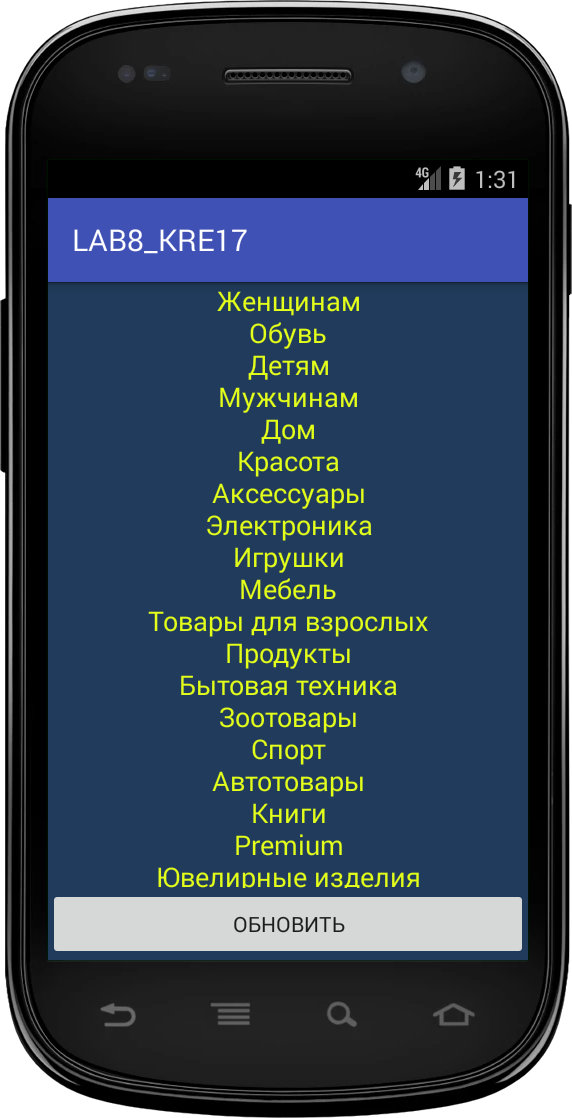 4G 1:31
LAB8_KRE17
Женщинам
Обувь
Детям
Мужчинам
Дом
Красота
Аксессуары
Электроника
Игрушки
Мебель
Товары для взрослых
Продукты
Бытовая техника
Зоотовары
Спорт
Автотовары
Книги
Premium
Ювелирные изделия
ОБНОВИТЬ